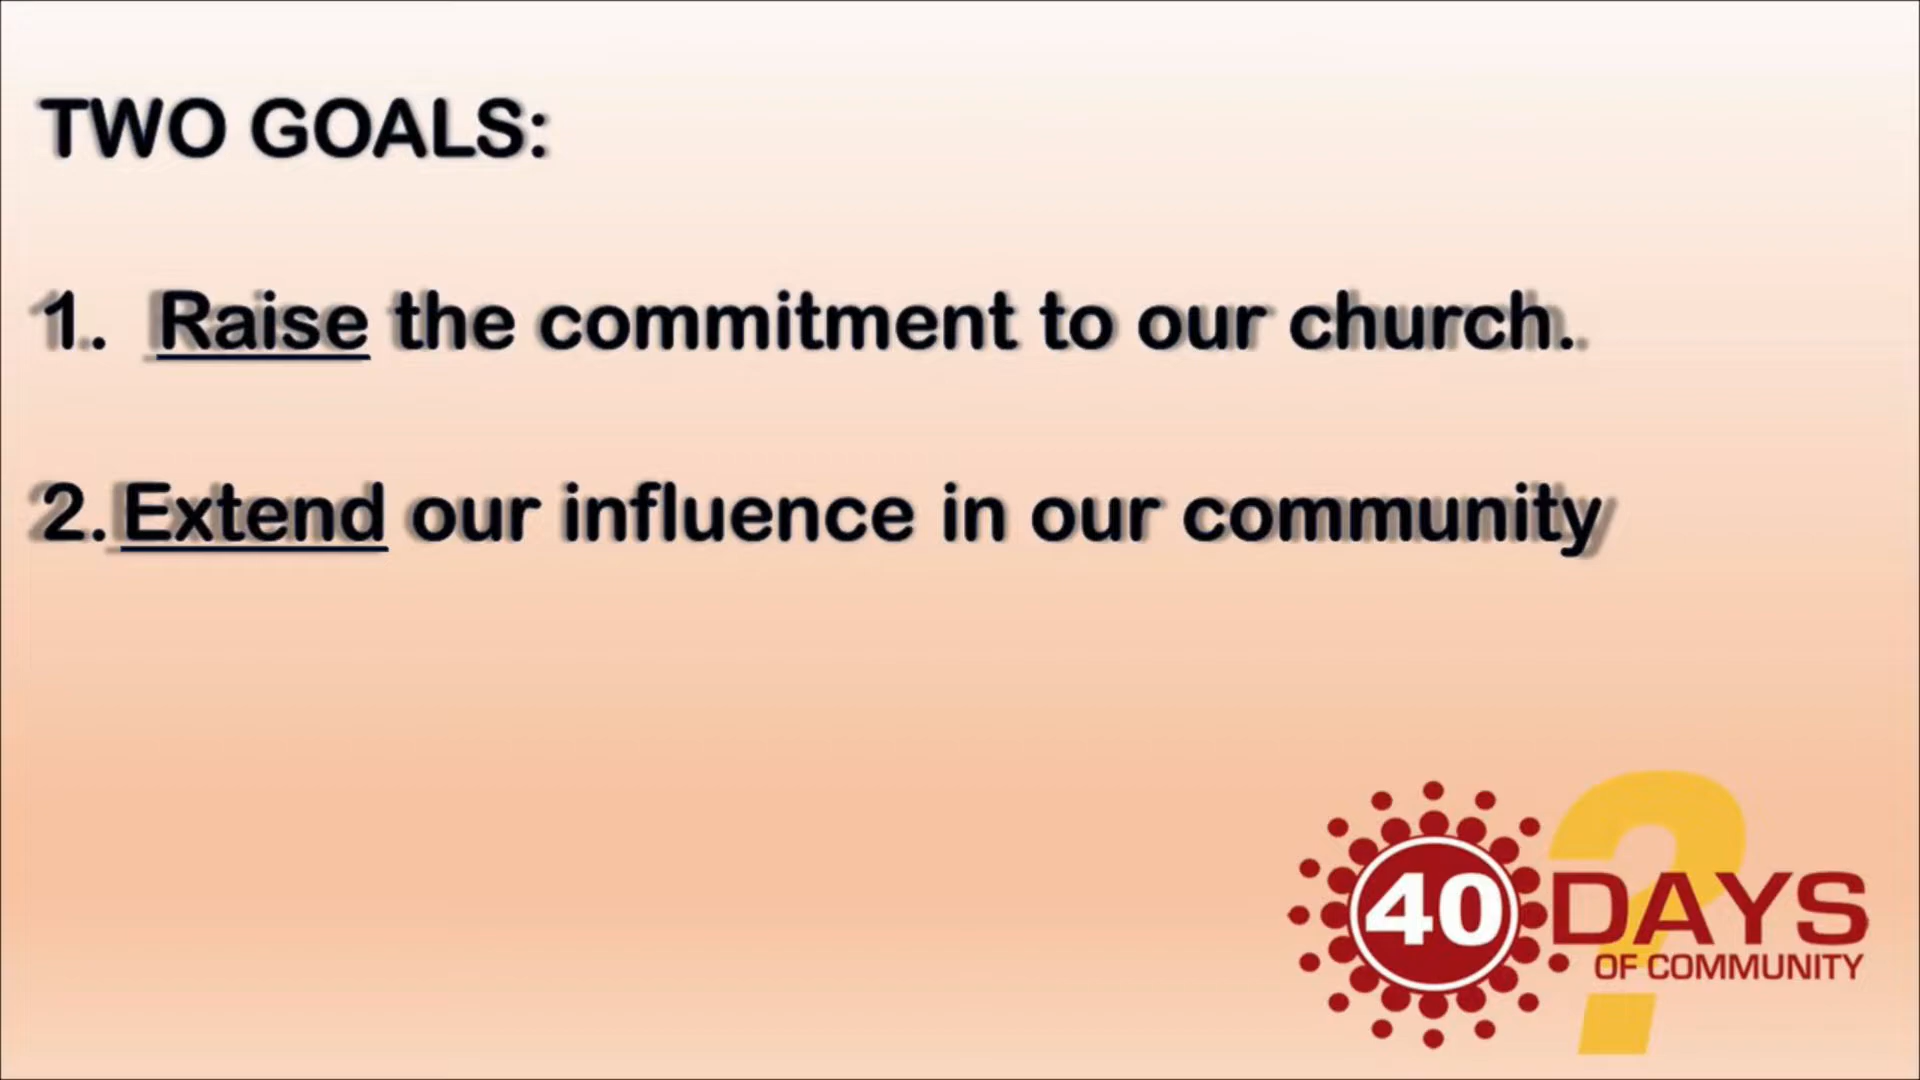 TWO GOALS:
1. Raise the commitment to our church.
2. Extend our influence in our community
?
40 DAYS
OF COMMUNITY